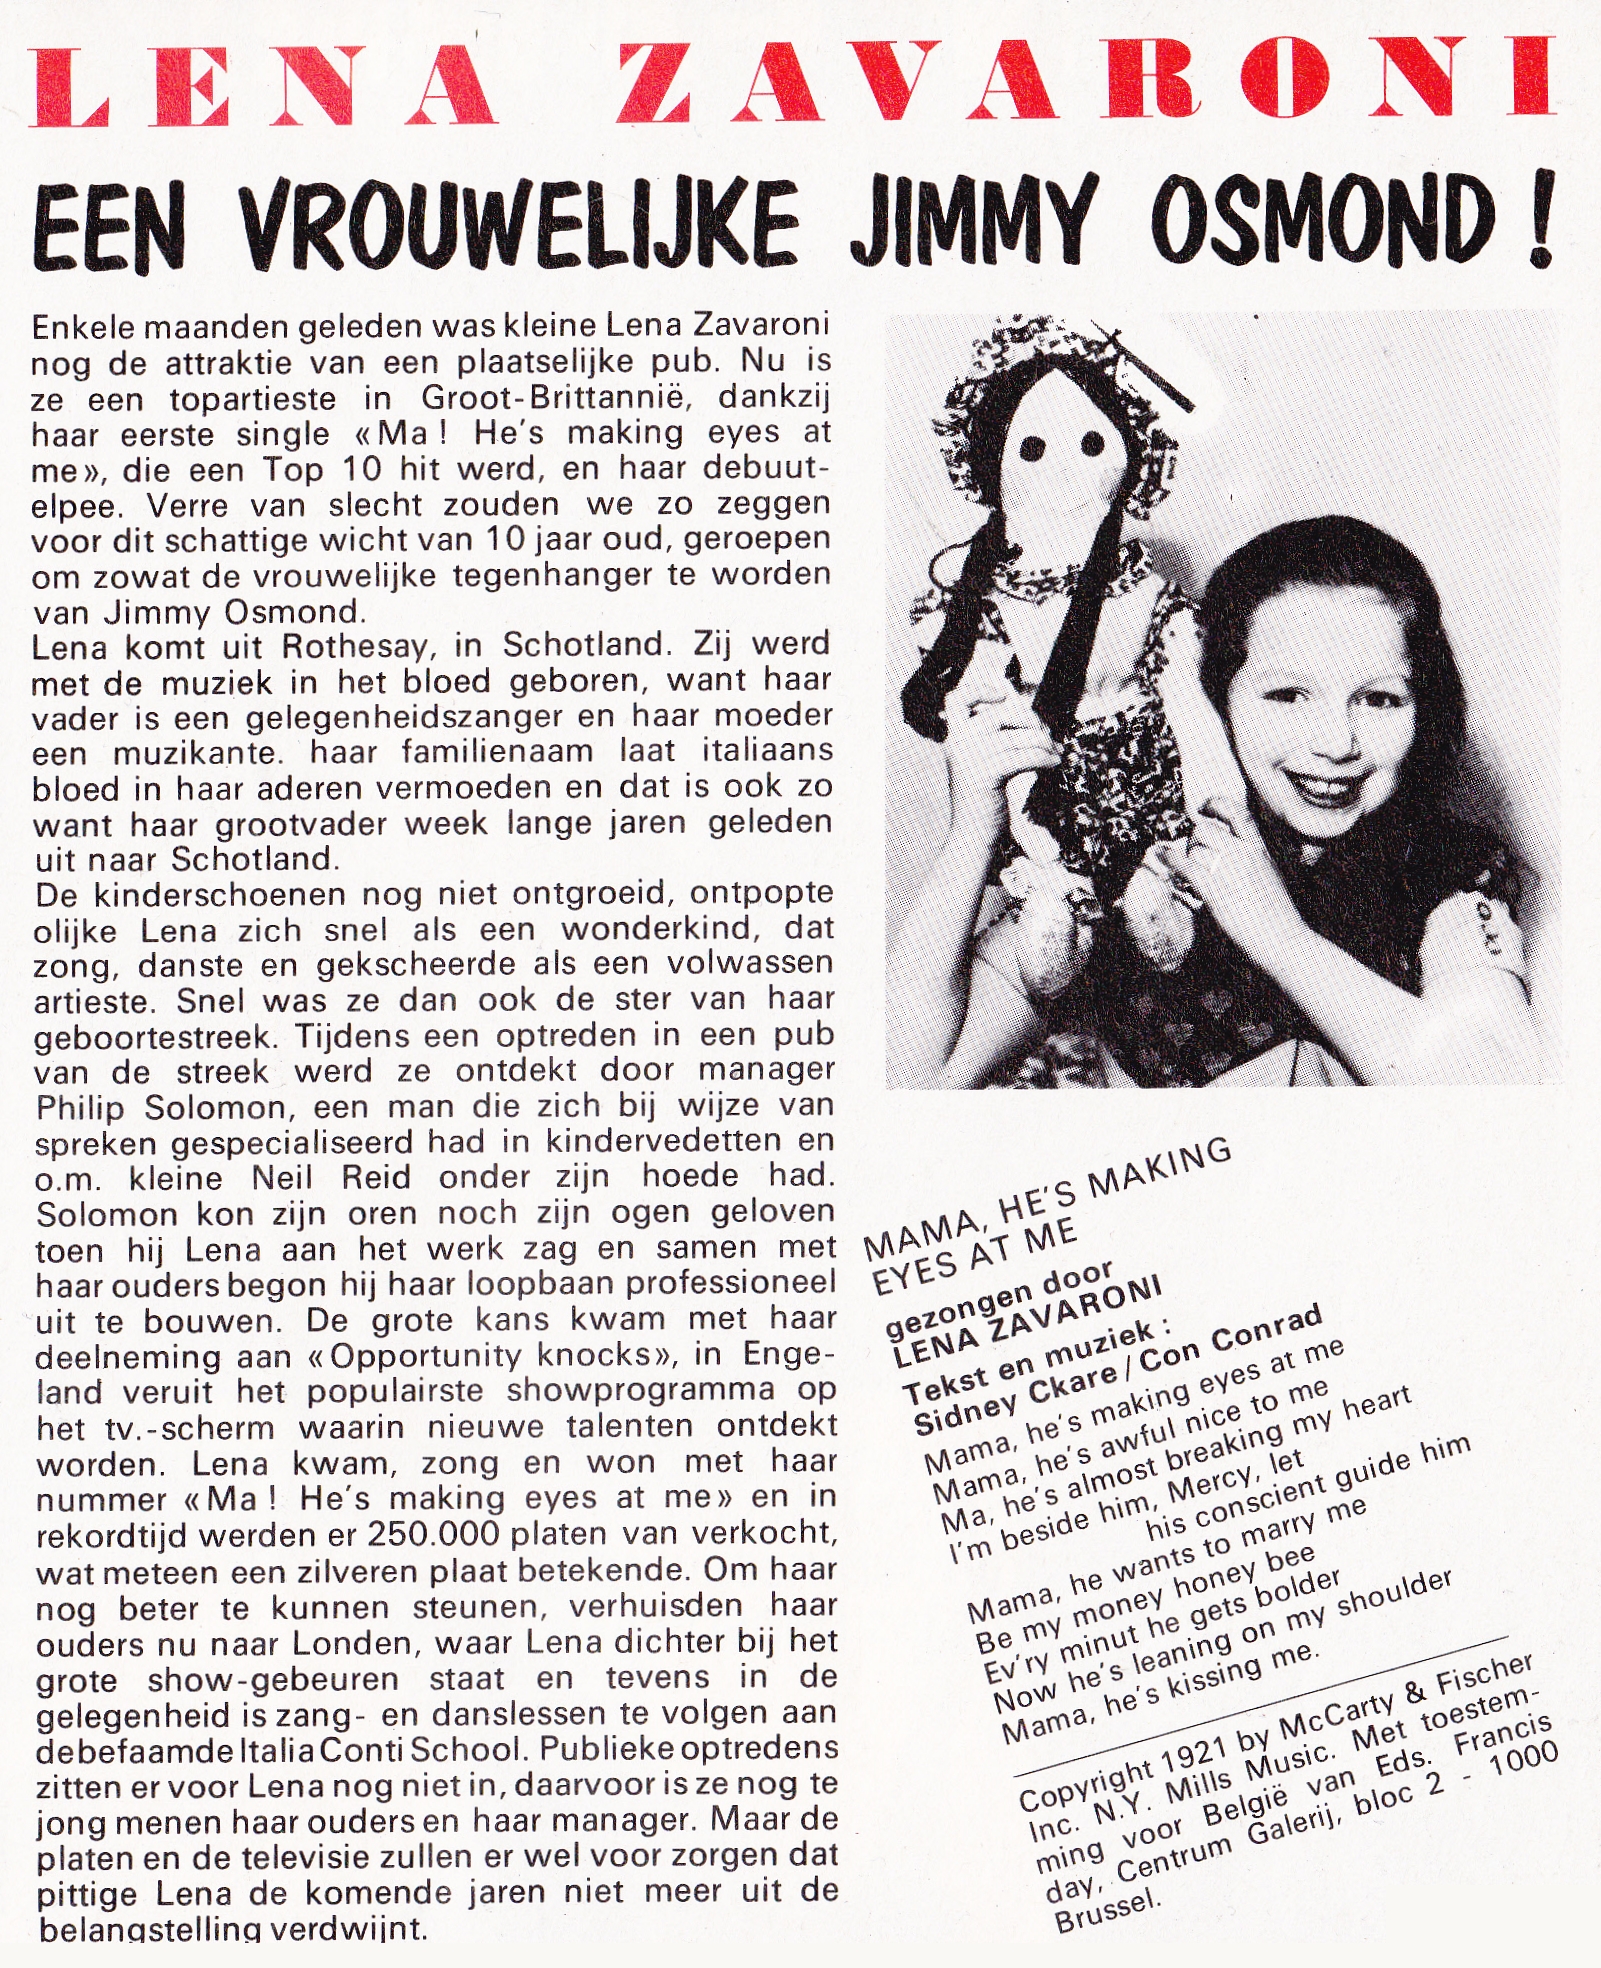 LENA ZAVARONI
EEN VROUWELIJKE JIMMY OSMOND !
Enkele maanden geleden was kleine Lena Zavaroni
nog de attraktie van een plaatselijke pub. Nu is
ze een topartieste in Groot-Brittannië, dankzij
haar eerste single «Ma ! He's making eyes at
me», die een Top 10 hit werd, en haar debuut-
elpee. Verre van slecht zouden we zo zeggen
voor dit schattige wicht van 10 jaar oud, geroepen
om zowat de vrouwelijke tegenhanger te worden
van Jimmy Osmond.
Lena komt uit Rothesay, in Schotland. Zij werd
met de muziek in het bloed geboren, want haar
vader is een gelegenheidszanger en haar moeder
een muzikante. haar familienaam laat italiaans
bloed in haar aderen vermoeden en dat is ook zo
want haar grootvader week lange jaren geleden
uit naar Schotland.
De kinderschoenen nog niet ontgroeid, ontpopte
olijke Lena zich snel als een wonderkind, dat
zong, danste en gekscheerde als een volwassen
artieste. Snel was ze dan ook de ster van haar
geboortestreek. Tijdens een optreden in een pub
van de streek werd ze ontdekt door manager
Philip Solomon, een man die zich bij wijze van
spreken gespecialiseerd had in kindervedetten en
o.m. kleine Neil Reid onder zijn hoede had.
Solomon kon zijn oren noch zijn ogen geloven
toen hij Lena aan het werk zag en samen met
haar ouders begon hij haar loopbaan professioneel
uit te bouwen. De grote kans kwam met haar
deelneming aan «Opportunity knocks», in Enge-
land veruit het populairste showprogramma op
het tv.-scherm waarin nieuwe talenten ontdekt
worden. Lena kwam, zong en won met haar
nummer «Ma ! He's making eyes at me» en in
rekordtijd werden er 250.000 platen van verkocht,
wat meteen een zilveren plaat betekende. Om haar
nog beter te kunnen steunen, verhuisden haar
ouders nu naar Londen, waar Lena dichter bij het
grote show-gebeuren staat en tevens in de
gelegenheid is zang- en danslessen te volgen aan
de befaamde Italia Conti School. Publieke optredens
zitten er voor Lena nog niet in, daarvoor is ze nog te
jong menen haar ouders en haar manager. Maar de
platen en de televisie zullen er wel voor zorgen dat
pittige Lena de komende jaren niet meer uit de
belangstelling verdwijnt.
O.K!
MAMA, HE'S MAKING
EYES AT ME
gezongen door
LENA ZAVARONI
Tekst en muziek :
Sidney Ckare / Con Conrad
Mama, he's making eyes at me
Mama, he's awful nice to me
Ma, he's almost breaking my heart
I'm beside him, Mercy, let
his conscient guide him
Mama, he wants to marry me
Be my money honey bee
Ev'ry minut he gets bolder
Now he's leaning on my shoulder
Mama, he's kissing me.
Copyright 1921 by McCarty & Fischer
Inc. N.Y. Mills Music. Met toestem-
ming voor België van Eds. Francis
day, Centrum Galerij, bloc 2 - 1000
Brussel.